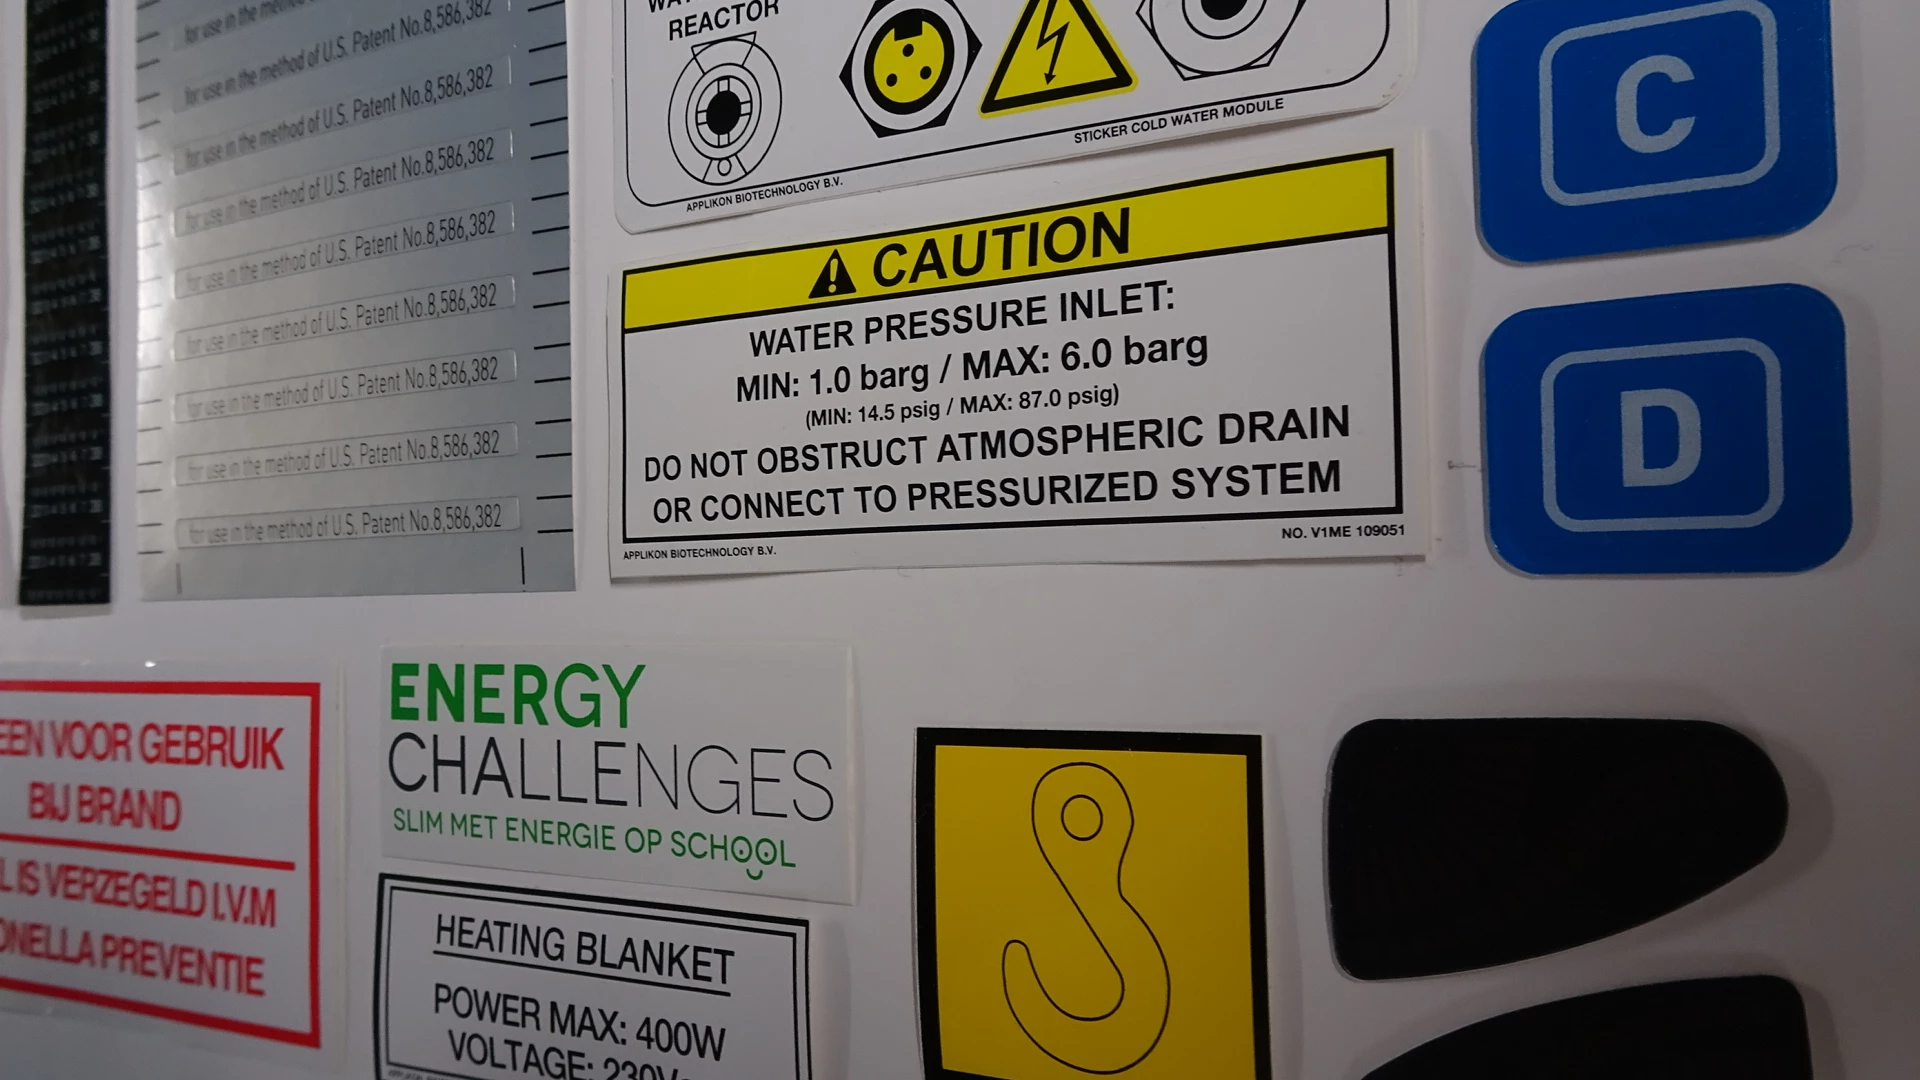 for use in the method of U.S. Patent No.8,586,382
for use in the method of U.S. Patent No.8,586,382
for use in the method of U.S. Patent No.8,586,382
for use in the method of U.S. Patent No.8,586,382
for use in the method of U.S. Patent No.8,586,382
for use in the method of U.S. Patent No.8,586,382
for use in the method of U.S. Patent No.8,586,382
for use in the method of U.S. Patent No.8,586,382
REACTOR
STICKER COLD WATER MODULE
APPLIKON BIOTECHNOLOGY B.V.
CAUTION
WATER PRESSURE INLET:
MIN: 1.0 barg / MAX: 6.0 barg
(MIN: 14.5 psig / MAX: 87.0 psig)
DO NOT OBSTRUCT ATMOSPHERIC DRAIN
OR CONNECT TO PRESSURIZED SYSTEM
NO. V1ME 109051
APPLIKON BIOTECHNOLOGY B.V.
C
D
VOOR GEBRUIK
BIJ BRAND
IS VERZEGELD I.V.M
PREVENTIE
ENERGY
CHALLENGES
SLIM MET ENERGIE OP SCHOOL
HEATING BLANKET
POWER MAX: 400W
VOLTAGE: 230V